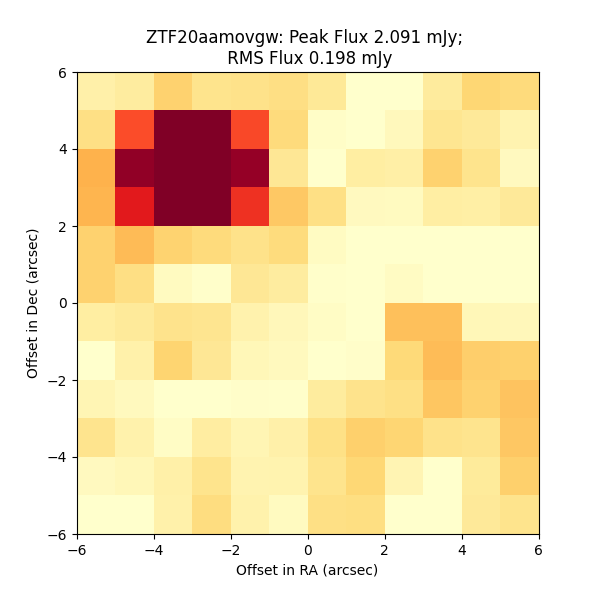 ZTF20aamovgw: Peak Flux 2.091 mJy;
RMS Flux 0.198 mJy
6
4
2
0
−2
−4
−6
Offset in Dec (arcsec)
−6 −4 −2 0 2 4 6
Offset in RA (arcsec)